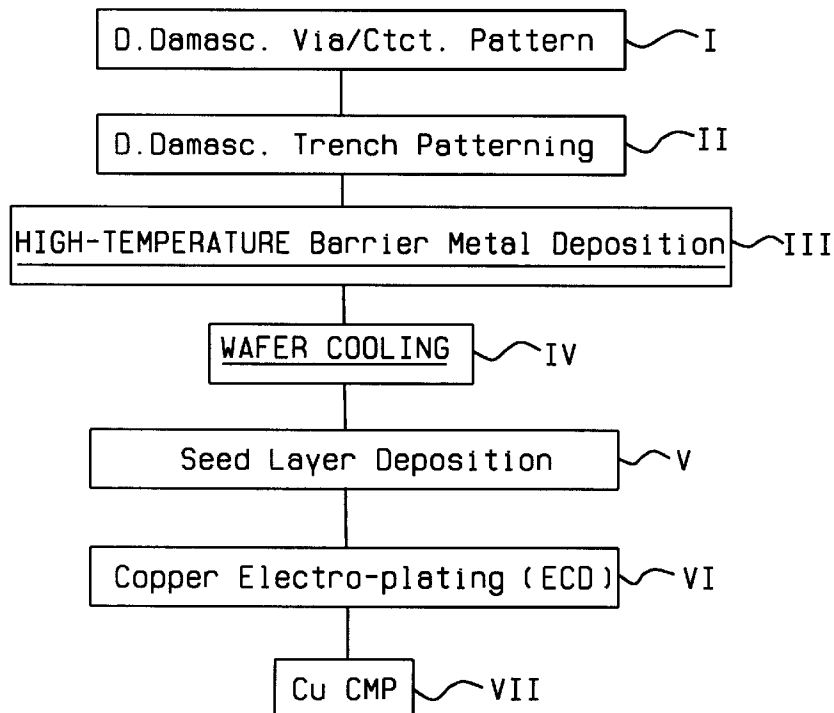 D.Damasc. Via/Ctct. Pattern I
D.Damasc. Trench Patterning II
HIGH-TEMPERATURE Barrier Metal Deposition III
WAFER COOLING IV
Seed Layer Deposition V
Copper Electro-plating (ECD) VI
Cu CMP VII